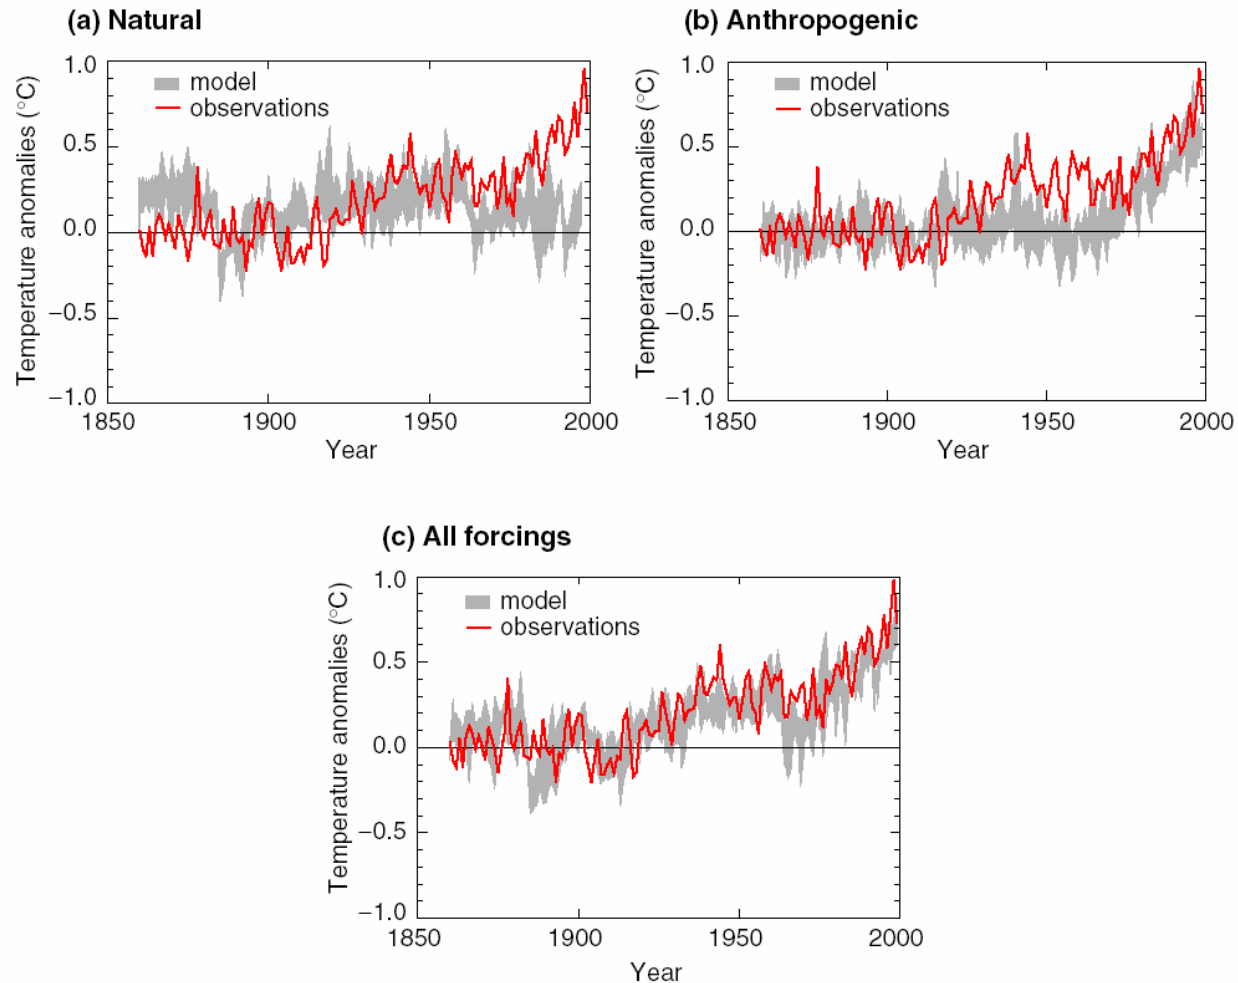 (a) Natural
1.0
0.5
0.0
−0.5
−1.0
Temperature anomalies (°C)
model
observations
1850 1900 1950 2000
Year
(b) Anthropogenic
1.0
0.5
0.0
−0.5
−1.0
Temperature anomalies (°C)
model
observations
1850 1900 1950 2000
Year
(c) All forcings
1.0
0.5
0.0
−0.5
−1.0
Temperature anomalies (°C)
model
observations
1850 1900 1950 2000
Year